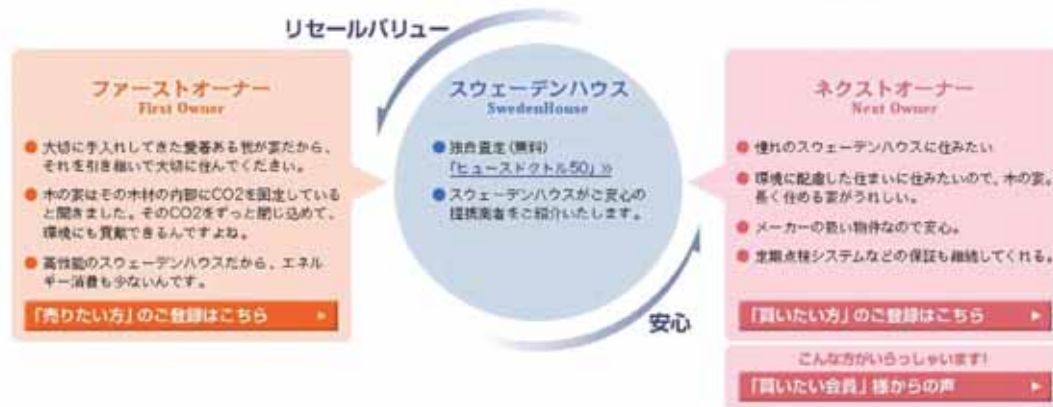 リセールバリュー
ファーストオーナー
First Owner
● 大切に手入れしてきた愛着ある我が家だから、
それを引き継いで大切に住んでください。
● 木の家はその木材の内部にCO2を固定している
と聞きました。そのCO2をずっと閉じ込めて、
環境にも貢献できるんですよね。
● 高性能のスウェーデンハウスだから、エネル
ギー消費も少ないんです。
「売りたい方」のご登録はこちら
スウェーデンハウス
SwedenHouse
● 独自査定(無料)
「ヒュースドクトル50」»
● スウェーデンハウスがご安心の
提携業者をご紹介いたします。
安心
ネクストオーナー
Next Owner
● 憧れのスウェーデンハウスに住みたい
● 環境に配慮した住まいに住みたいので、木の家。
長く住める家がうれしい。
● メーカーの扱い物件なので安心。
● 定期点検システムなどの保証も継続してくれる。
「買いたい方」のご登録はこちら
こんな方がいらっしゃいます!
「買いたい会員」様からの声